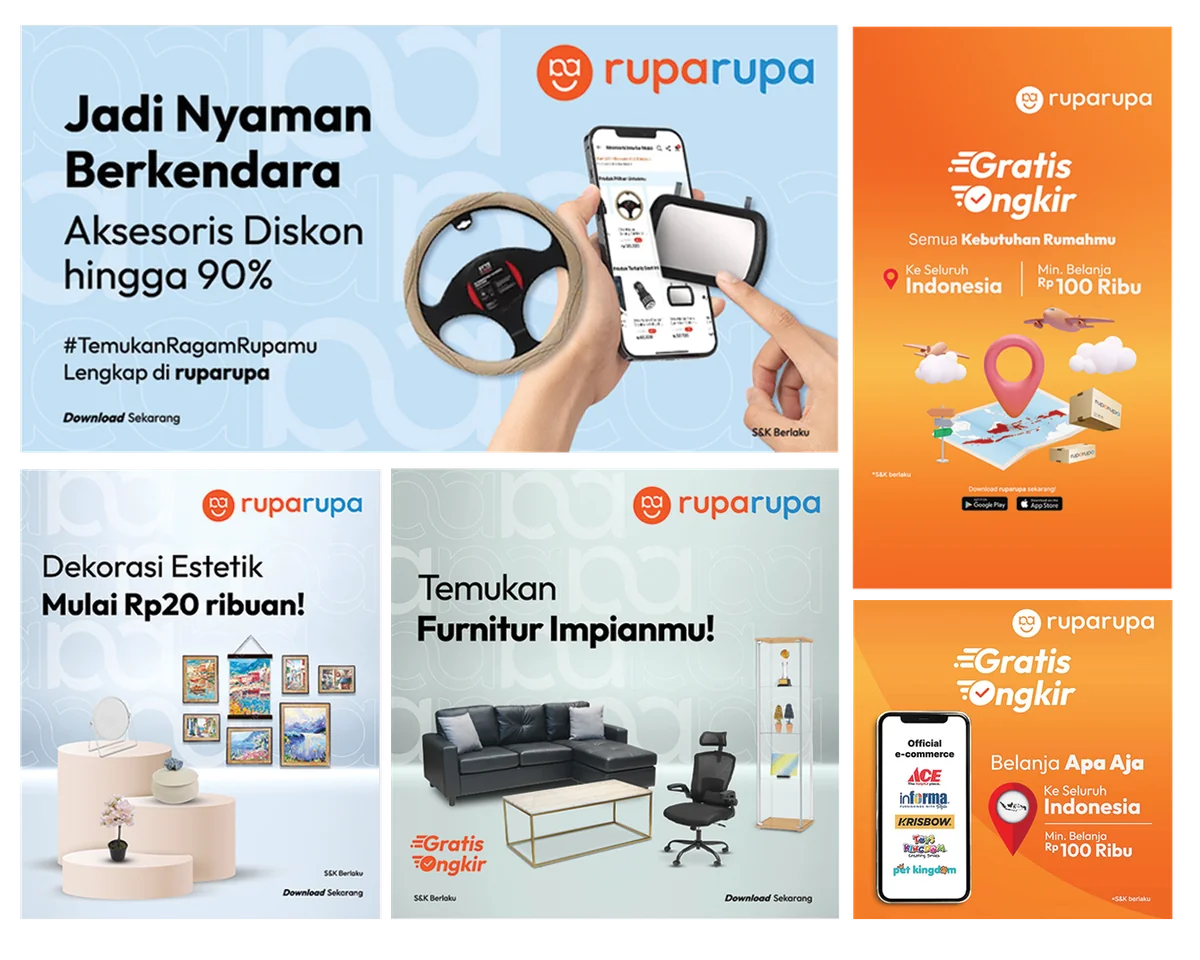 ruparupa
Jadi Nyaman
Berkendara
Aksesoris Diskon
hingga 90%
#TemukanRagamRupamu
Lengkap di ruparupa
Download Sekarang
S&K Berlaku
ruparupa
Gratis
Ongkir
Semua Kebutuhan Rumahmu
Ke Seluruh
Indonesia
Min. Belanja
Rp 100 Ribu
ruparupa
ruparupa
*S&K berlaku
Download ruparupa sekarang!
Google Play
App Store
ruparupa
Dekorasi Estetik
Mulai Rp20 ribuan!
S&K Berlaku
Download Sekarang
ruparupa
Temukan
Furnitur Impianmu!
Gratis
Ongkir
S&K Berlaku
Download Sekarang
ruparupa
Gratis
Ongkir
Official
e-commerce
ACE
informa
KRISBOW
Toys
KINGDOM
pet kingdom
Belanja Apa Aja
Ke Seluruh
Indonesia
Min. Belanja
Rp 100 Ribu
*S&K berlaku